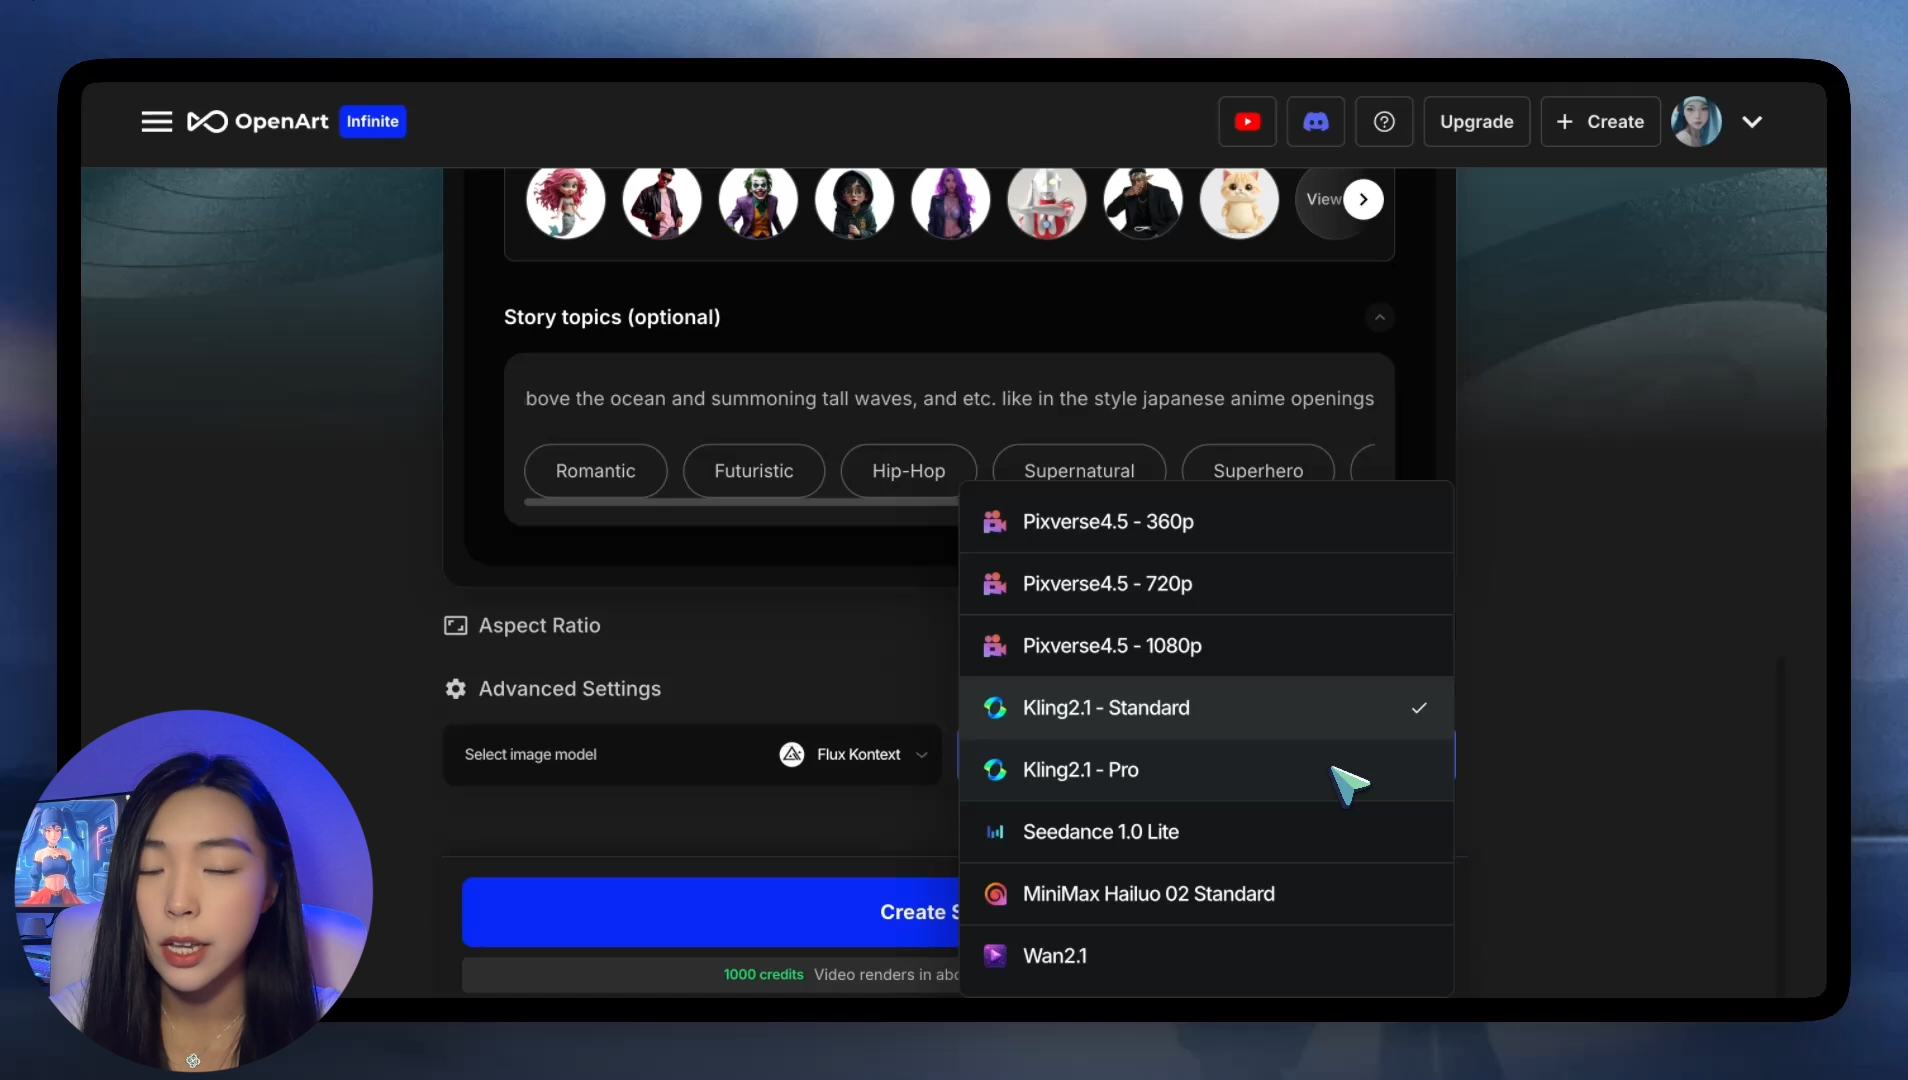 OpenArt Infinite
Upgrade
+ Create
View
Story topics (optional)
bove the ocean and summoning tall waves, and etc. like in the style japanese anime openings
Romantic
Futuristic
Hip-Hop
Supernatural
Superhero
Pixverse4.5 - 360p
Pixverse4.5 - 720p
Pixverse4.5 - 1080p
Kling2.1 - Standard
Kling2.1 - Pro
Seedance 1.0 Lite
MiniMax Hailuo 02 Standard
Wan2.1
Aspect Ratio
Advanced Settings
Select image model
Flux Kontext
Create
1000 credits Video renders in